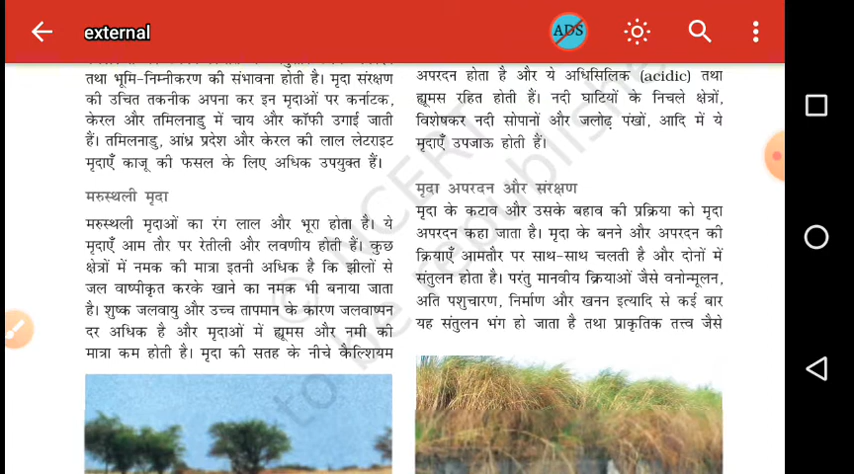 external
ADS
तथा भूमि-निम्नीकरण की संभावना होती है। मृदा संरक्षण
की उचित तकनीक अपना कर इन मृदाओं पर कर्नाटक,
केरल और तमिलनाडु में चाय और कॉफी उगाई जाती
हैं। तमिलनाडु, आंध्र प्रदेश और केरल की लाल लेटराइट
मृदाएँ काजू की फसल के लिए अधिक उपयुक्त हैं।
मरुस्थली मृदा
मरुस्थली मृदाओं का रंग लाल और भूरा होता है। ये
मृदाएँ आम तौर पर रेतीली और लवणीय होती हैं। कुछ
क्षेत्रों में नमक की मात्रा इतनी अधिक है कि झीलों से
जल वाष्पीकृत करके खाने का नमक भी बनाया जाता
है। शुष्क जलवायु और उच्च तापमान के कारण जलवाष्पन
दर अधिक है और मृदाओं में ह्यूमस और नमी की
मात्रा कम होती है। मृदा की सतह के नीचे कैल्शियम
अपरदन होता है और ये अधिसिलिक (acidic) तथा
ह्यूमस रहित होती हैं। नदी घाटियों के निचले क्षेत्रों,
विशेषकर नदी सोपानों और जलोढ़ पंखों, आदि में ये
मृदाएँ उपजाऊ होती हैं।
मृदा अपरदन और संरक्षण
मृदा के कटाव और उसके बहाव की प्रक्रिया को मृदा
अपरदन कहा जाता है। मृदा के बनने और अपरदन की
क्रियाएँ आमतौर पर साथ-साथ चलती है और दोनों में
संतुलन होता है। परंतु मानवीय क्रियाओं जैसे वनोन्मूलन,
अति पशुचारण, निर्माण और खनन इत्यादि से कई बार
यह संतुलन भंग हो जाता है तथा प्राकृतिक तत्त्व जैसे
© NCERT
to be republished